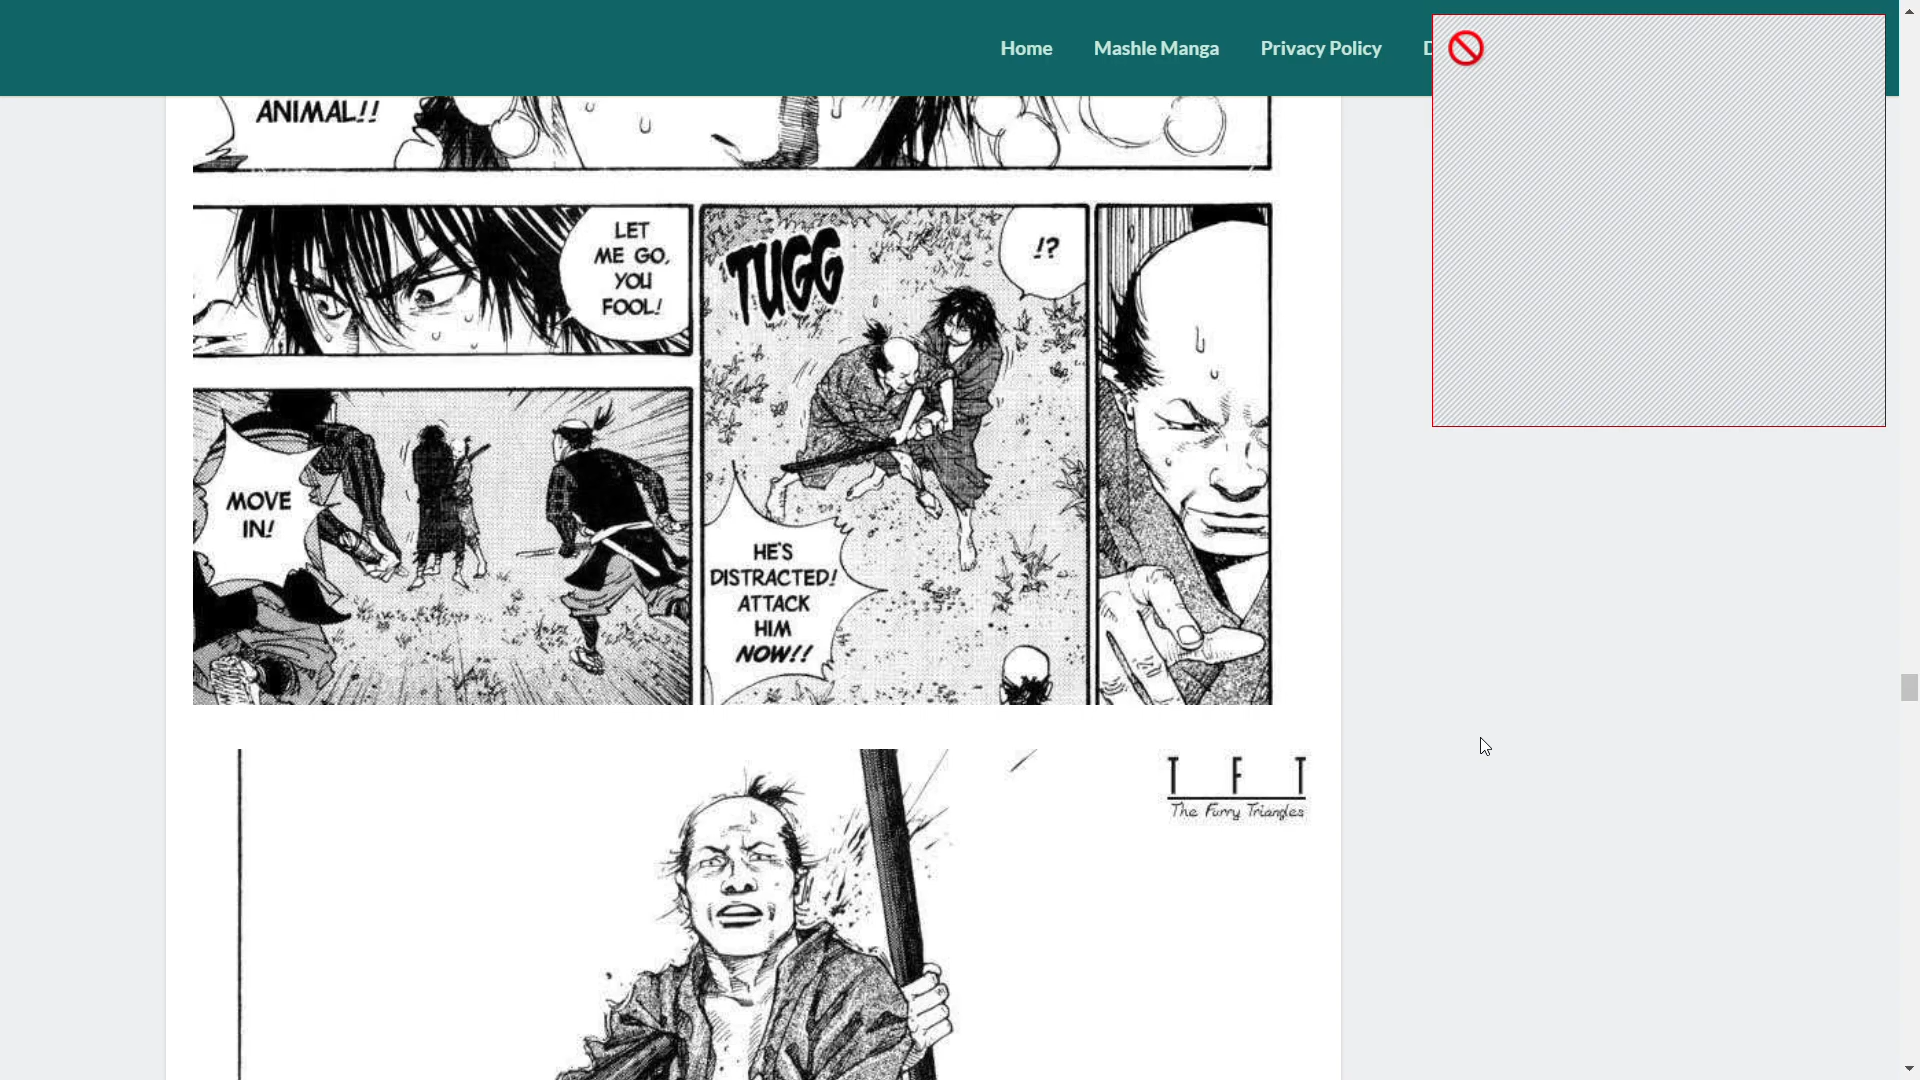 Home Mashle Manga Privacy Policy
ANIMAL!!
LET
ME GO,
YOU
FOOL!
TUGG
!?
MOVE
IN!
HE'S
DISTRACTED!
ATTACK
HIM
NOW!!
T F T
The Furry Triangles